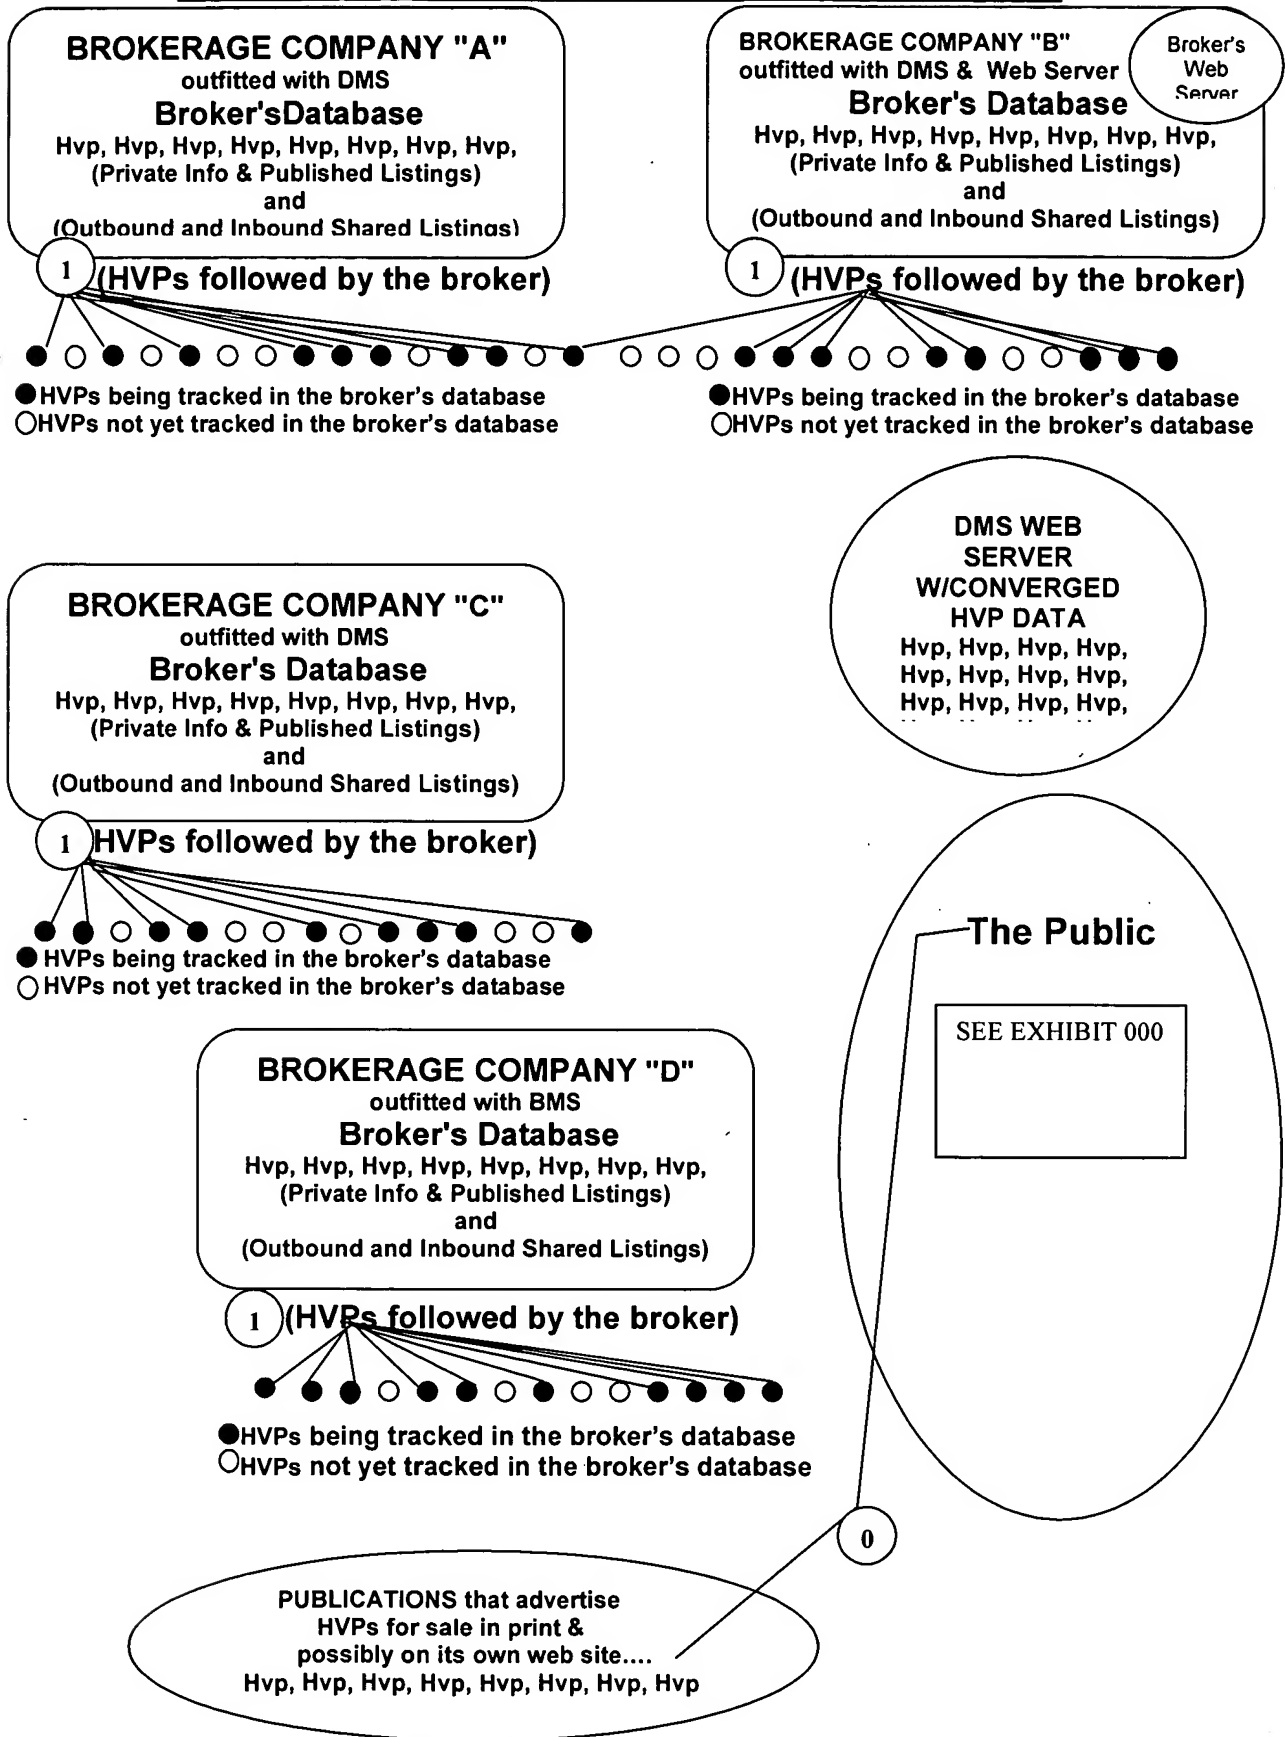 BROKERAGE COMPANY "A"
outfitted with DMS
Broker'sDatabase
Hvp, Hvp, Hvp, Hvp, Hvp, Hvp, Hvp, Hvp,
(Private Info & Published Listings)
and
(Outbound and Inbound Shared Listings)
1
(HVPs followed by the broker)
HVPs being tracked in the broker's database
HVPs not yet tracked in the broker's database
BROKERAGE COMPANY "B"
outfitted with DMS & Web Server
Broker's Database
Hvp, Hvp, Hvp, Hvp, Hvp, Hvp, Hvp, Hvp,
(Private Info & Published Listings)
and
(Outbound and Inbound Shared Listings)
Broker's
Web
Server
1
(HVPs followed by the broker)
HVPs being tracked in the broker's database
HVPs not yet tracked in the broker's database
DMS WEB
SERVER
W/CONVERGED
HVP DATA
Hvp, Hvp, Hvp, Hvp,
Hvp, Hvp, Hvp, Hvp,
Hvp, Hvp, Hvp, Hvp,
BROKERAGE COMPANY "C"
outfitted with DMS
Broker's Database
Hvp, Hvp, Hvp, Hvp, Hvp, Hvp, Hvp, Hvp,
(Private Info & Published Listings)
and
(Outbound and Inbound Shared Listings)
1
HVPs followed by the broker)
HVPs being tracked in the broker's database
HVPs not yet tracked in the broker's database
The Public
SEE EXHIBIT 000
BROKERAGE COMPANY "D"
outfitted with BMS
Broker's Database
Hvp, Hvp, Hvp, Hvp, Hvp, Hvp, Hvp, Hvp,
(Private Info & Published Listings)
and
(Outbound and Inbound Shared Listings)
1
(HVPs followed by the broker)
HVPs being tracked in the broker's database
HVPs not yet tracked in the broker's database
0
PUBLICATIONS that advertise
HVPs for sale in print &
possibly on its own web site....
Hvp, Hvp, Hvp, Hvp, Hvp, Hvp, Hvp, Hvp